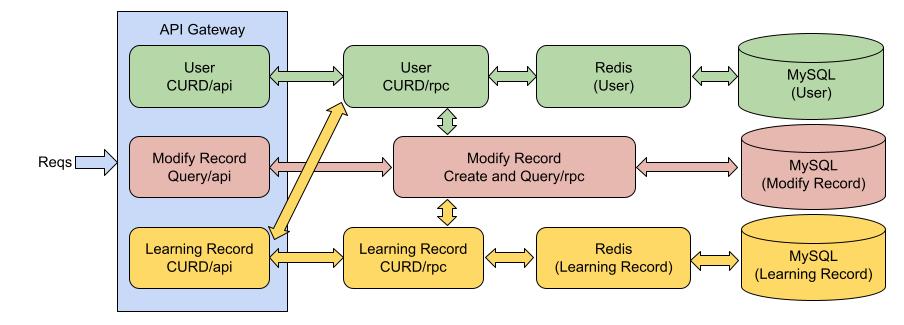 API Gateway
User
CURD/api
User
CURD/rpc
Redis
(User)
MySQL
(User)
Reqs
Modify Record
Query/api
Modify Record
Create and Query/rpc
MySQL
(Modify Record)
Learning Record
CURD/api
Learning Record
CURD/rpc
Redis
(Learning Record)
MySQL
(Learning Record)